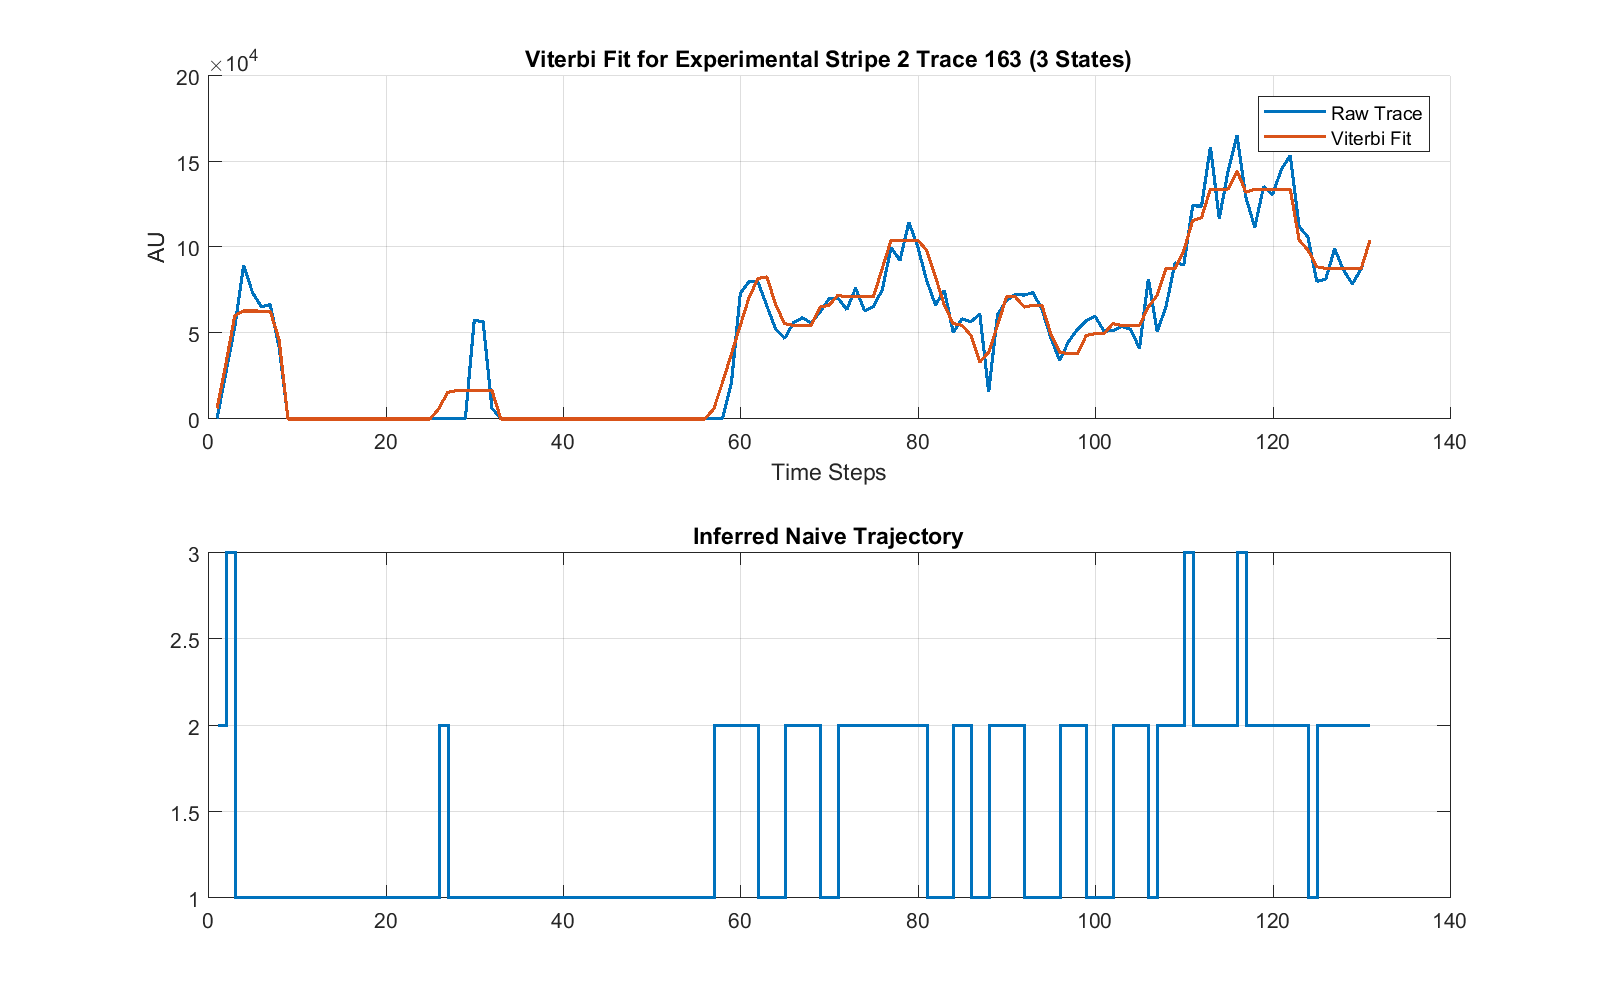 Viterbi Fit for Experimental Stripe 2 Trace 163 (3 States)
×10⁴
20
15
10
5
0
AU
Raw Trace
Viterbi Fit
0 20 40 60 80 100 120 140
Time Steps
Inferred Naive Trajectory
3
2.5
2
1.5
1
0 20 40 60 80 100 120 140